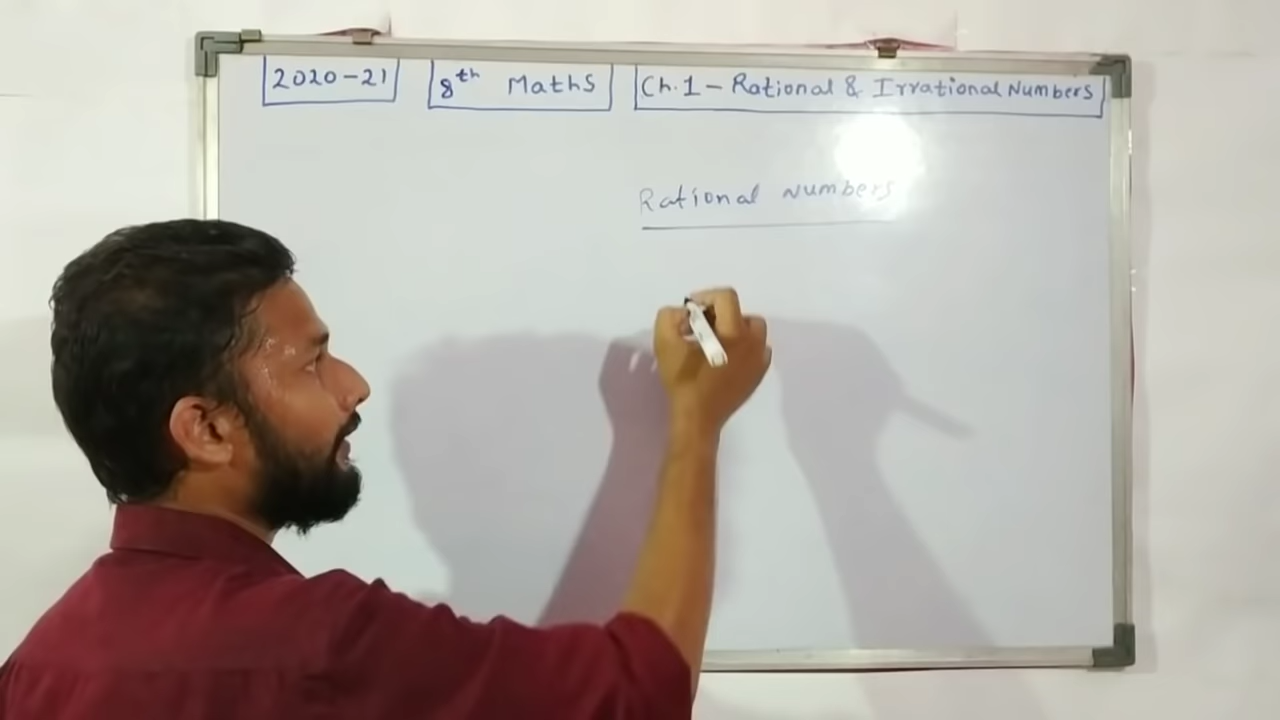 2020-21 8th Maths Ch.1 - Rational & Irrational Numbers
Rational Numbers